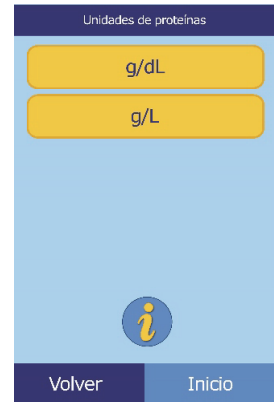 Unidades de proteínas
g/dL
g/L
i
Volver Inicio